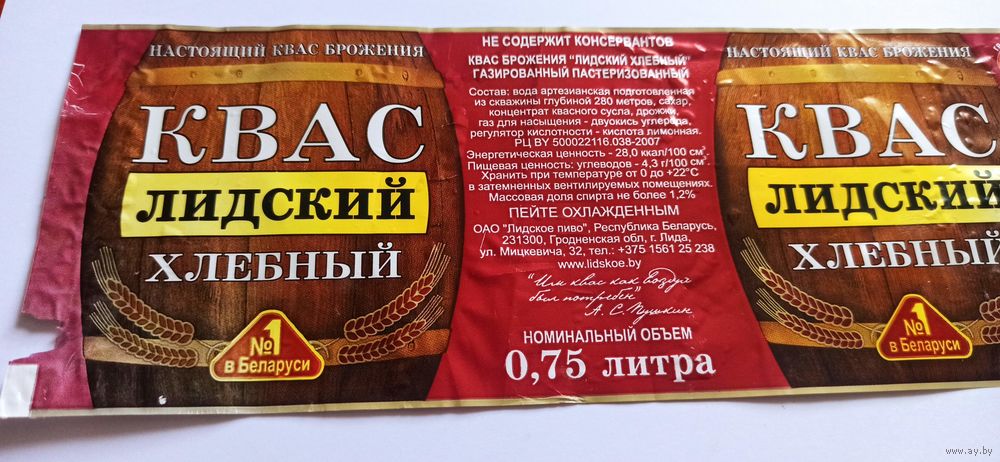 НАСТОЯЩИЙ КВАС БРОЖЕНИЯ
КВАС
ЛИДСКИЙ
ХЛЕБНЫЙ
№1
в Беларуси
НЕ СОДЕРЖИТ КОНСЕРВАНТОВ
КВАС БРОЖЕНИЯ "ЛИДСКИЙ ХЛЕБНЫЙ"
ГАЗИРОВАННЫЙ ПАСТЕРИЗОВАННЫЙ
Состав: вода артезианская подготовленная
из скважины глубиной 280 метров, сахар,
концентрат квасного сусла, дрожжи,
газ для насыщения - двуокись углерода,
регулятор кислотности - кислота лимонная.
РЦ BY 500022116.038-2007
Энергетическая ценность - 28,0 ккал/100 см³.
Пищевая ценность: углеводов - 4,3 г/100 см³.
Хранить при температуре от 0 до +22°С
в затемненных вентилируемых помещениях.
Массовая доля спирта не более 1,2%
ПЕЙТЕ ОХЛАЖДЕННЫМ
ОАО "Лидское пиво", Республика Беларусь,
231300, Гродненская обл, г. Лида,
ул. Мицкевича, 32, тел.: +375 1561 25 238
www.lidskoe.by
"Им квас как воздух
был потребен"
А. С. Пушкин
НОМИНАЛЬНЫЙ ОБЪЕМ
0,75 литра
НАСТОЯЩИЙ КВАС БРОЖЕНИЯ
КВАС
ЛИДСКИЙ
ХЛЕБНЫЙ
№1
в Беларуси
www.ay.by